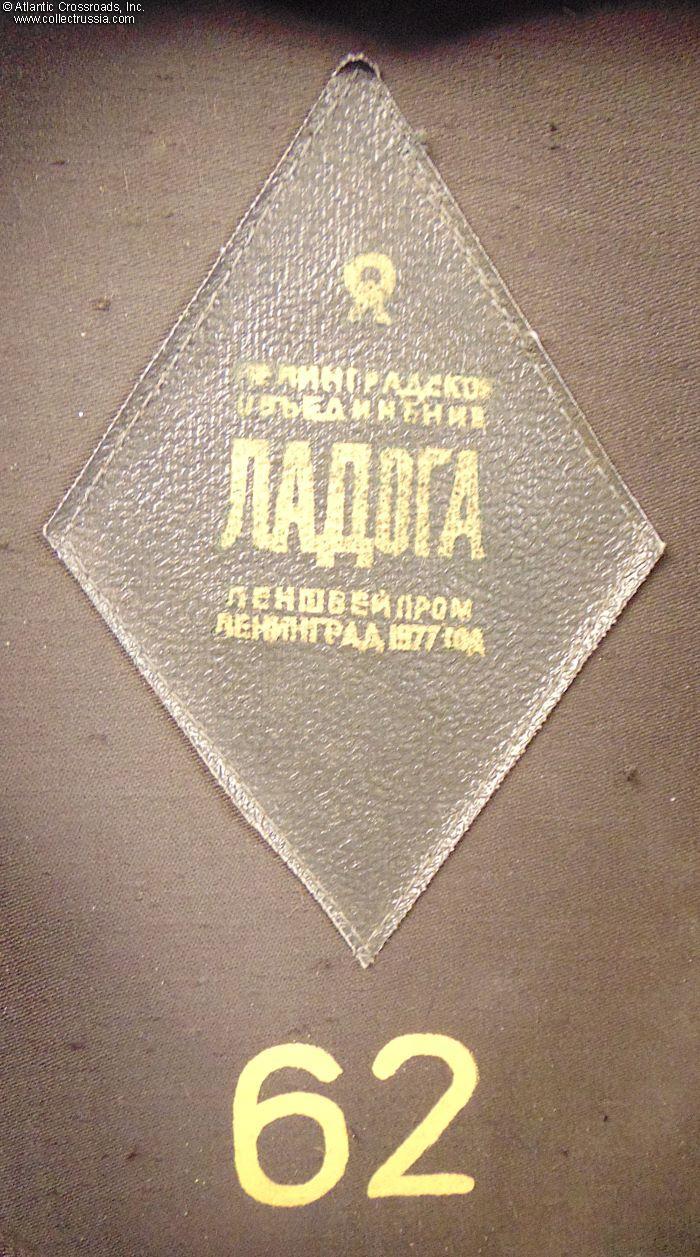 © Atlantic Crossroads, Inc.
www.collectrussia.com
ЛЕНИНГРАДСКОЕ
ОБЪЕДИНЕНИЕ
ЛАДОГА
ЛЕНШВЕЙПРОМ
ЛЕНИНГРАД, 1977 ГОД
62